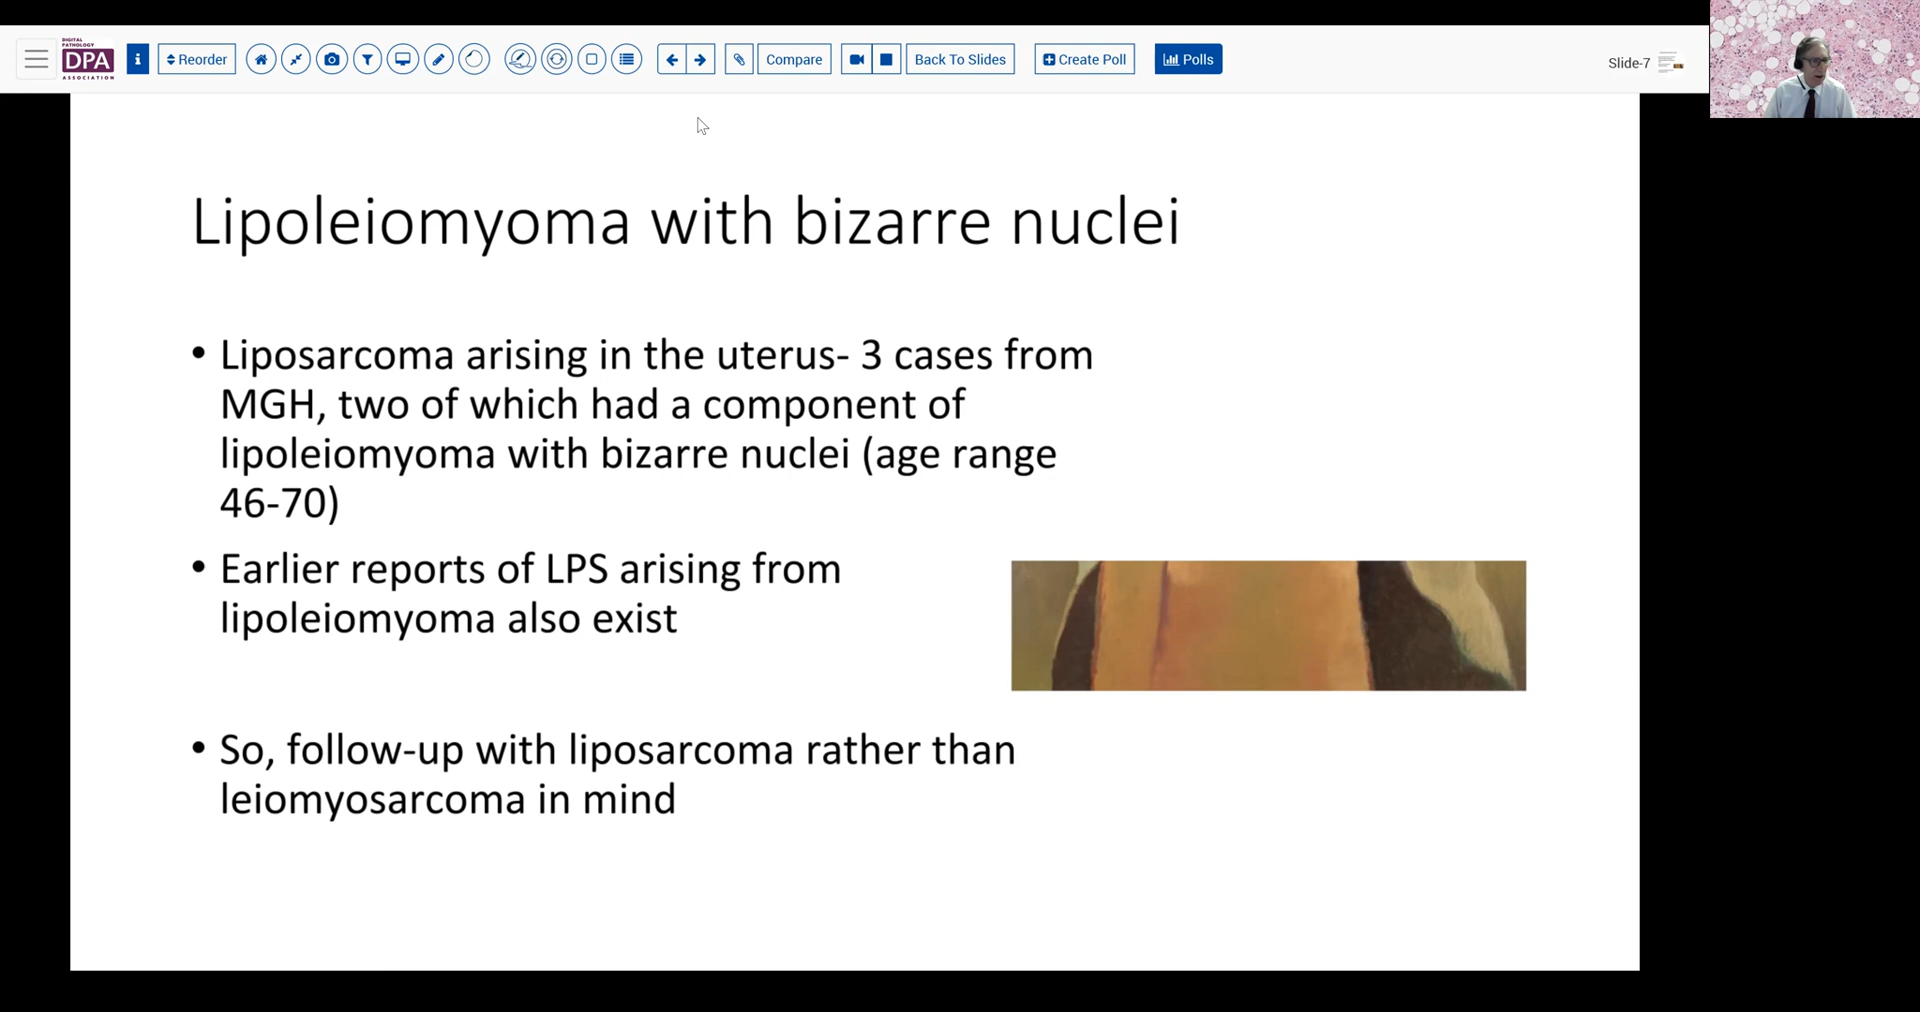 DIGITAL
PATHOLOGY
DPA
ASSOCIATION
i
Reorder
Compare
Back To Slides
Create Poll
Polls
Slide-7
Lipoleiomyoma with bizarre nuclei
• Liposarcoma arising in the uterus- 3 cases from
MGH, two of which had a component of
lipoleiomyoma with bizarre nuclei (age range
46-70)
• Earlier reports of LPS arising from
lipoleiomyoma also exist
• So, follow-up with liposarcoma rather than
leiomyosarcoma in mind